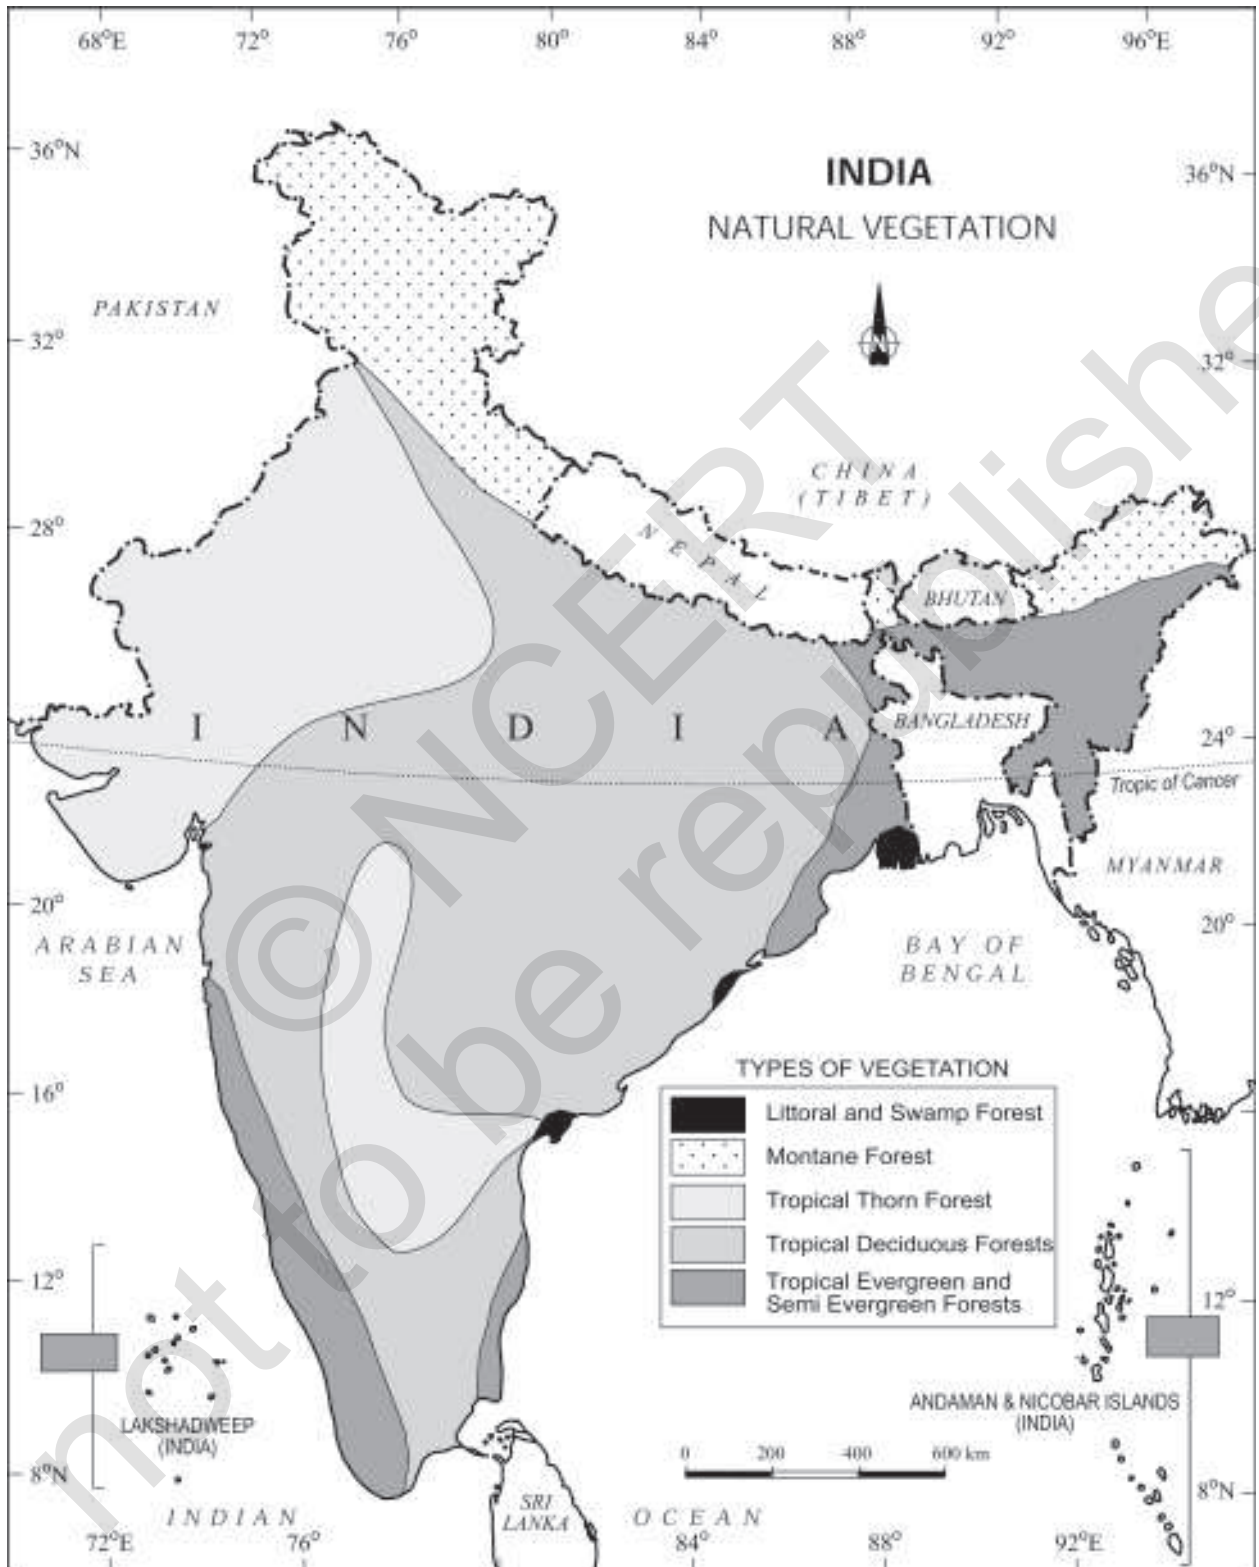 68°E 72° 76° 80° 84° 88° 92° 96°E
36°N
INDIA
36°N
NATURAL VEGETATION
PAKISTAN
N
32°
32°
CHINA
(TIBET)
28°
NEPAL
BHUTAN
I N D I A
BANGLADESH
24°
Tropic of Cancer
MYANMAR
20°
20°
ARABIAN
SEA
BAY OF
BENGAL
16°
TYPES OF VEGETATION
Littoral and Swamp Forest
Montane Forest
Tropical Thorn Forest
Tropical Deciduous Forests
Tropical Evergreen and
Semi Evergreen Forests
12°
12°
LAKSHADWEEP
(INDIA)
ANDAMAN & NICOBAR ISLANDS
(INDIA)
0 200 400 600 km
8°N
8°N
INDIAN
SRI
LANKA
OCEAN
72°E 76° 84° 88° 92°E
© NCERT
not to be republishe